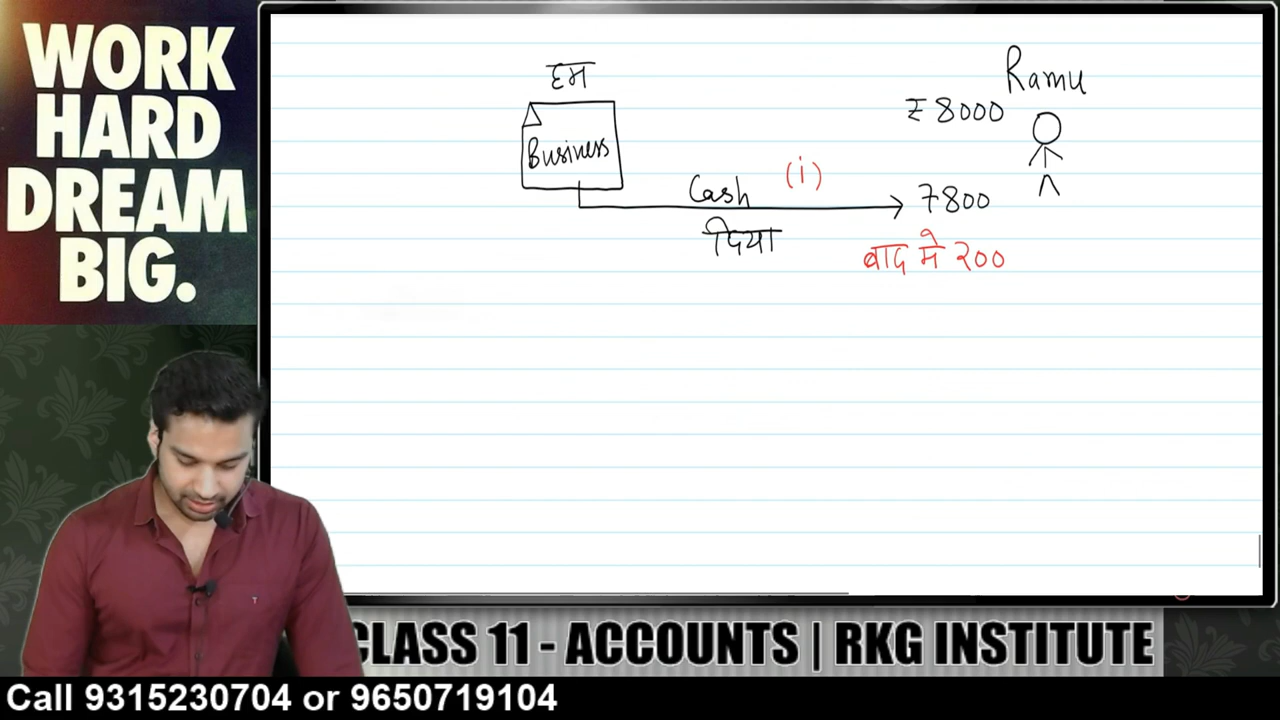 WORK
HARD
DREAM
BIG.
हम
Business
Ramu
₹ 8000
Cash (i)
7800
दिया
बाद मे २००
CLASS 11 - ACCOUNTS | RKG INSTITUTE
Call 9315230704 or 9650719104